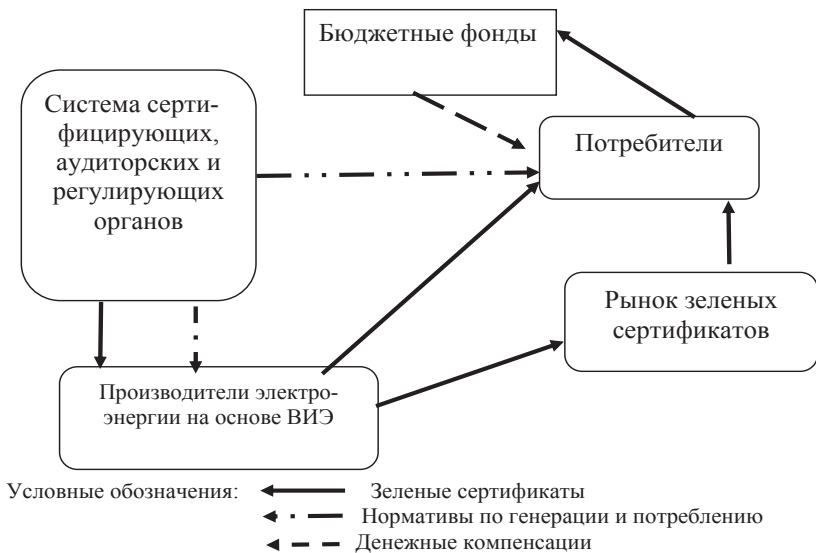 Бюджетные фонды
Система серти-
фицирующих,
аудиторских и
регулирующих
органов
Потребители
Рынок зеленых
сертификатов
Производители электро-
энергии на основе ВИЭ
Условные обозначения:
Зеленые сертификаты
Нормативы по генерации и потреблению
Денежные компенсации